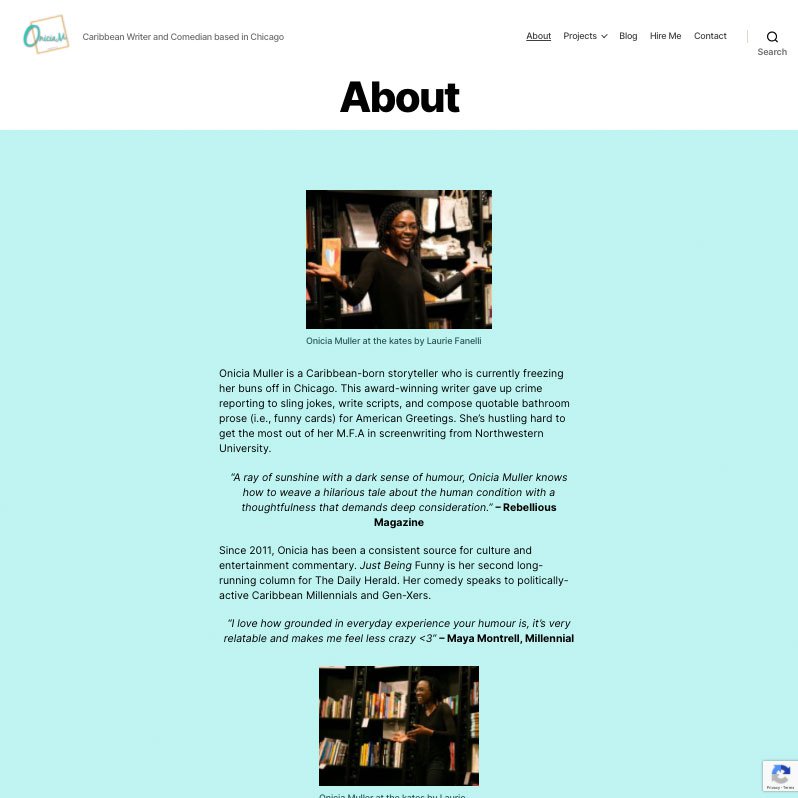 OniciaM
Caribbean Writer and Comedian based in Chicago
About
Projects
Blog
Hire Me
Contact
Search
About
Onicia Muller at the kates by Laurie Fanelli
Onicia Muller is a Caribbean-born storyteller who is currently freezing
her buns off in Chicago. This award-winning writer gave up crime
reporting to sling jokes, write scripts, and compose quotable bathroom
prose (i.e., funny cards) for American Greetings. She’s hustling hard to
get the most out of her M.F.A in screenwriting from Northwestern
University.
“A ray of sunshine with a dark sense of humour, Onicia Muller knows
how to weave a hilarious tale about the human condition with a
thoughtfulness that demands deep consideration.” – Rebellious
Magazine
Since 2011, Onicia has been a consistent source for culture and
entertainment commentary. Just Being Funny is her second long-
running column for The Daily Herald. Her comedy speaks to politically-
active Caribbean Millennials and Gen-Xers.
“I love how grounded in everyday experience your humour is, it’s very
relatable and makes me feel less crazy <3” – Maya Montrell, Millennial
Onicia Muller at the kates by Laurie
Privacy - Terms